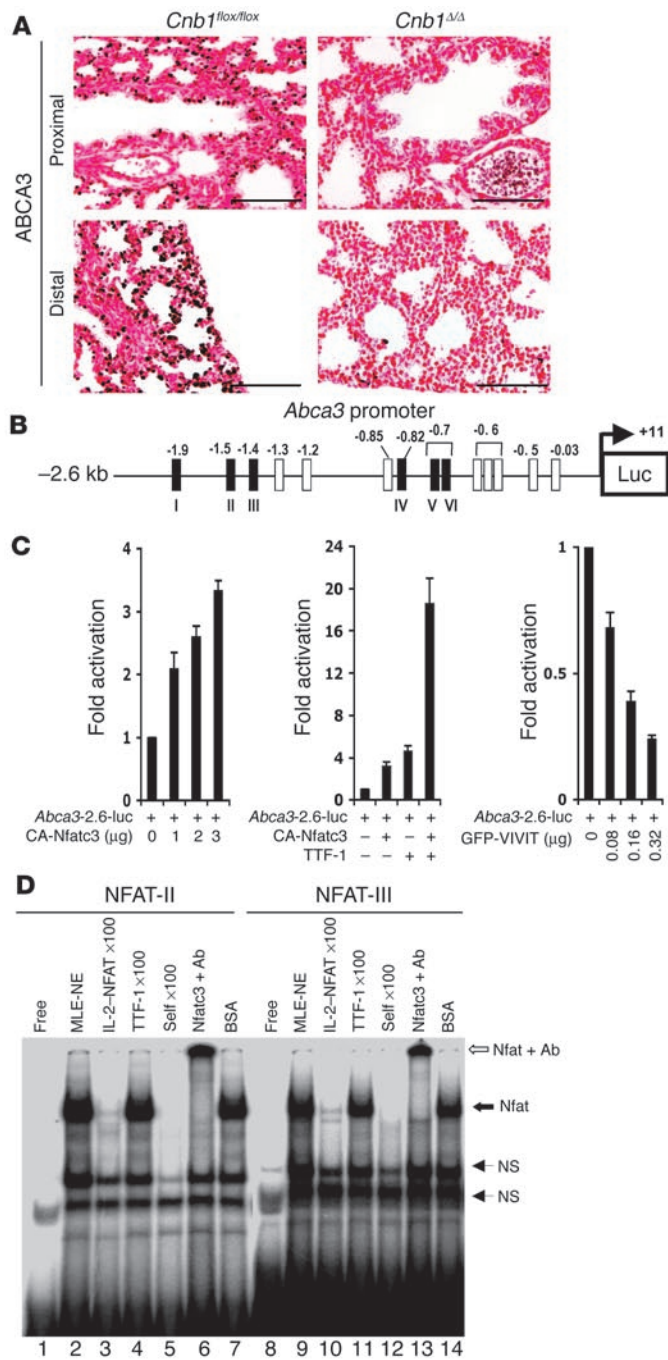 A
Cnb1flox/flox
Cnb1Δ/Δ
ABCA3
Proximal
Distal
B
Abca3 promoter
–2.6 kb
-1.9
-1.5
-1.4
-1.3
-1.2
-0.85
-0.82
-0.7
-0.6
-0.5
-0.03
+11
Luc
I
II
III
IV
V
VI
C
Fold activation
4
3
2
1
0
Abca3-2.6-luc + + + +
CA-Nfatc3 (µg) 0 1 2 3
Fold activation
24
20
16
12
8
4
0
Abca3-2.6-luc + + + +
CA-Nfatc3 – + – +
TTF-1 – – + +
Fold activation
1
0.5
0
Abca3-2.6-luc + + + +
GFP-VIVIT (µg) 0 0.08 0.16 0.32
D
NFAT-II
NFAT-III
Free
MLE-NE
IL-2–NFAT ×100
TTF-1 ×100
Self ×100
Nfatc3 + Ab
BSA
Free
MLE-NE
IL-2–NFAT ×100
TTF-1 ×100
Self ×100
Nfatc3 + Ab
BSA
Nfat + Ab
Nfat
NS
NS
1 2 3 4 5 6 7 8 9 10 11 12 13 14